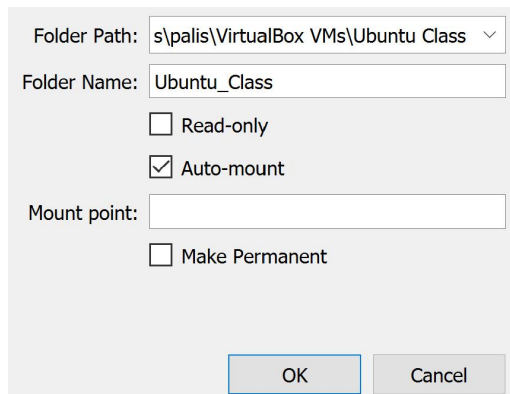 Folder Path: s\palis\VirtualBox VMs\Ubuntu Class
Folder Name: Ubuntu_Class
Read-only
Auto-mount
Mount point:
Make Permanent
OK Cancel